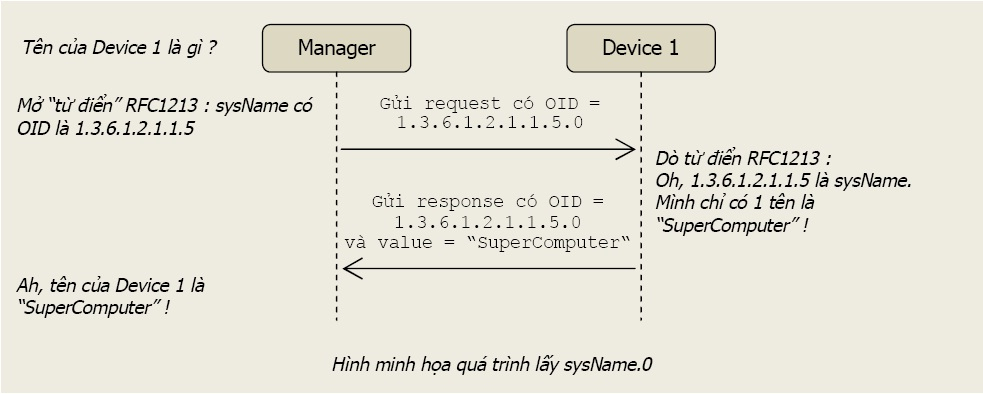 Tên của Device 1 là gì ?
Manager
Device 1
Mở “từ điển” RFC1213 : sysName có
OID là 1.3.6.1.2.1.1.5
Gửi request có OID =
1.3.6.1.2.1.1.5.0
Dò từ điển RFC1213 :
Oh, 1.3.6.1.2.1.1.5 là sysName.
Mình chỉ có 1 tên là
“SuperComputer” !
Gửi response có OID =
1.3.6.1.2.1.1.5.0
và value = “SuperComputer“
Ah, tên của Device 1 là
“SuperComputer” !
Hình minh họa quá trình lấy sysName.0